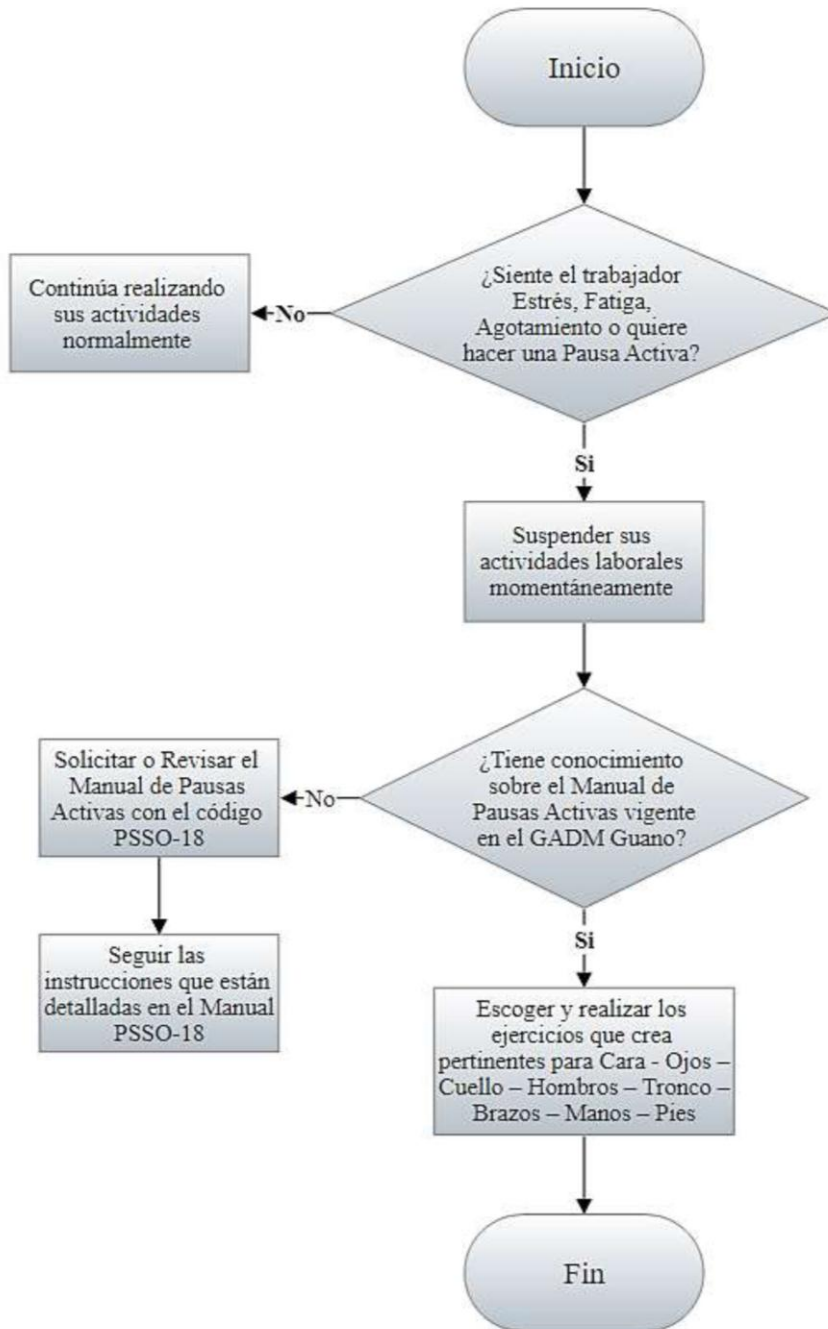 Inicio
¿Siente el trabajador
Estrés, Fatiga,
Agotamiento o quiere
hacer una Pausa Activa?
No
Continúa realizando
sus actividades
normalmente
Si
Suspender sus
actividades laborales
momentáneamente
¿Tiene conocimiento
sobre el Manual de
Pausas Activas vigente
en el GADM Guano?
No
Solicitar o Revisar el
Manual de Pausas
Activas con el código
PSSO-18
Seguir las
instrucciones que están
detalladas en el Manual
PSSO-18
Si
Escoger y realizar los
ejercicios que crea
pertinentes para Cara - Ojos –
Cuello – Hombros – Tronco –
Brazos – Manos – Pies
Fin